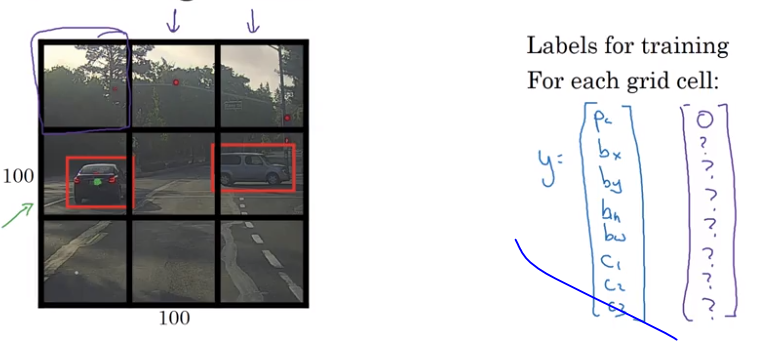 Labels for training
For each grid cell:
100
100
y=
pc
bx
by
bh
bw
c1
c2
c3
0
?
?
?
?
?
?
?